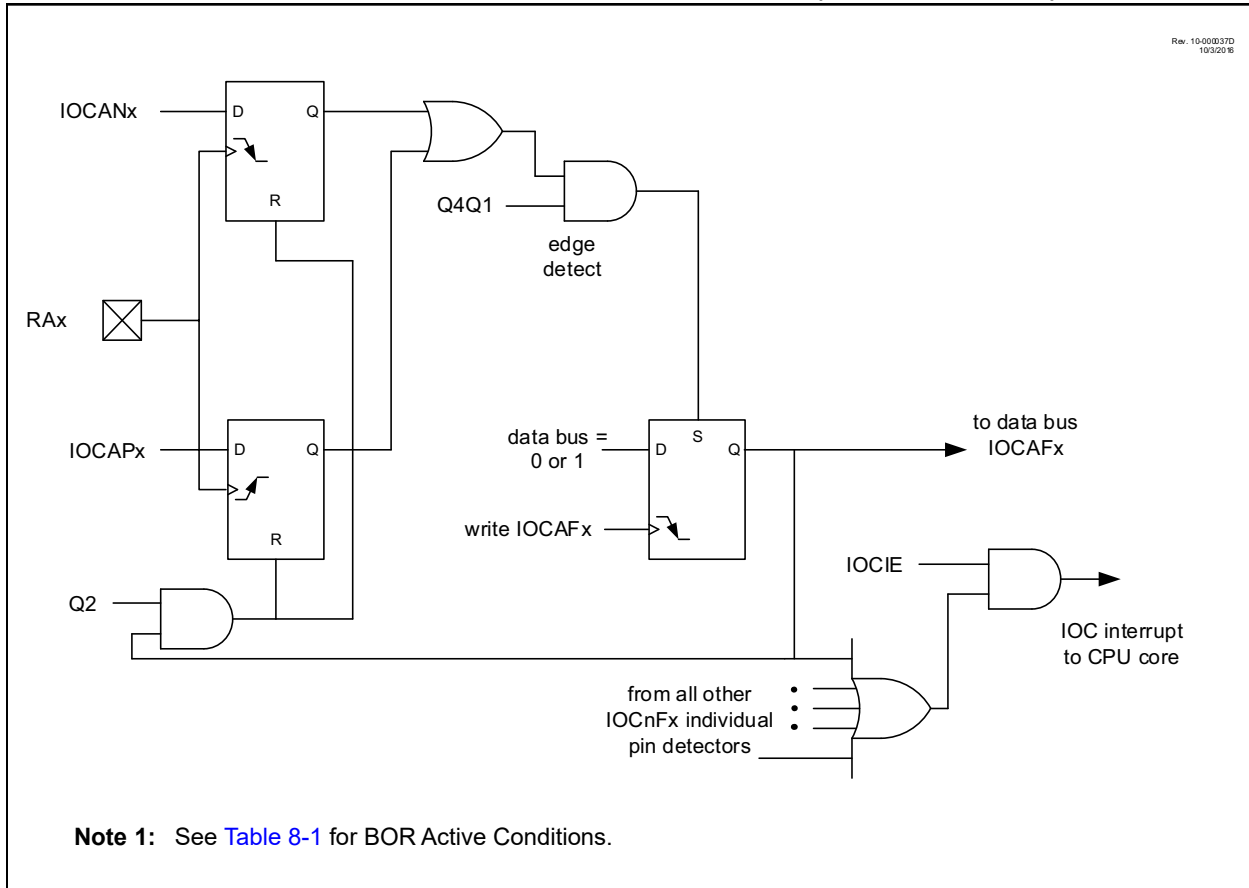 Rev. 10-000037D
10/3/2016
IOCANx
D
Q
R
Q4Q1
edge
detect
RAx
IOCAPx
D
Q
R
data bus =
0 or 1
D
S
Q
to data bus
IOCAFx
write IOCAFx
IOCIE
Q2
IOC interrupt
to CPU core
from all other
IOCnFx individual
pin detectors
Note 1: See Table 8-1 for BOR Active Conditions.